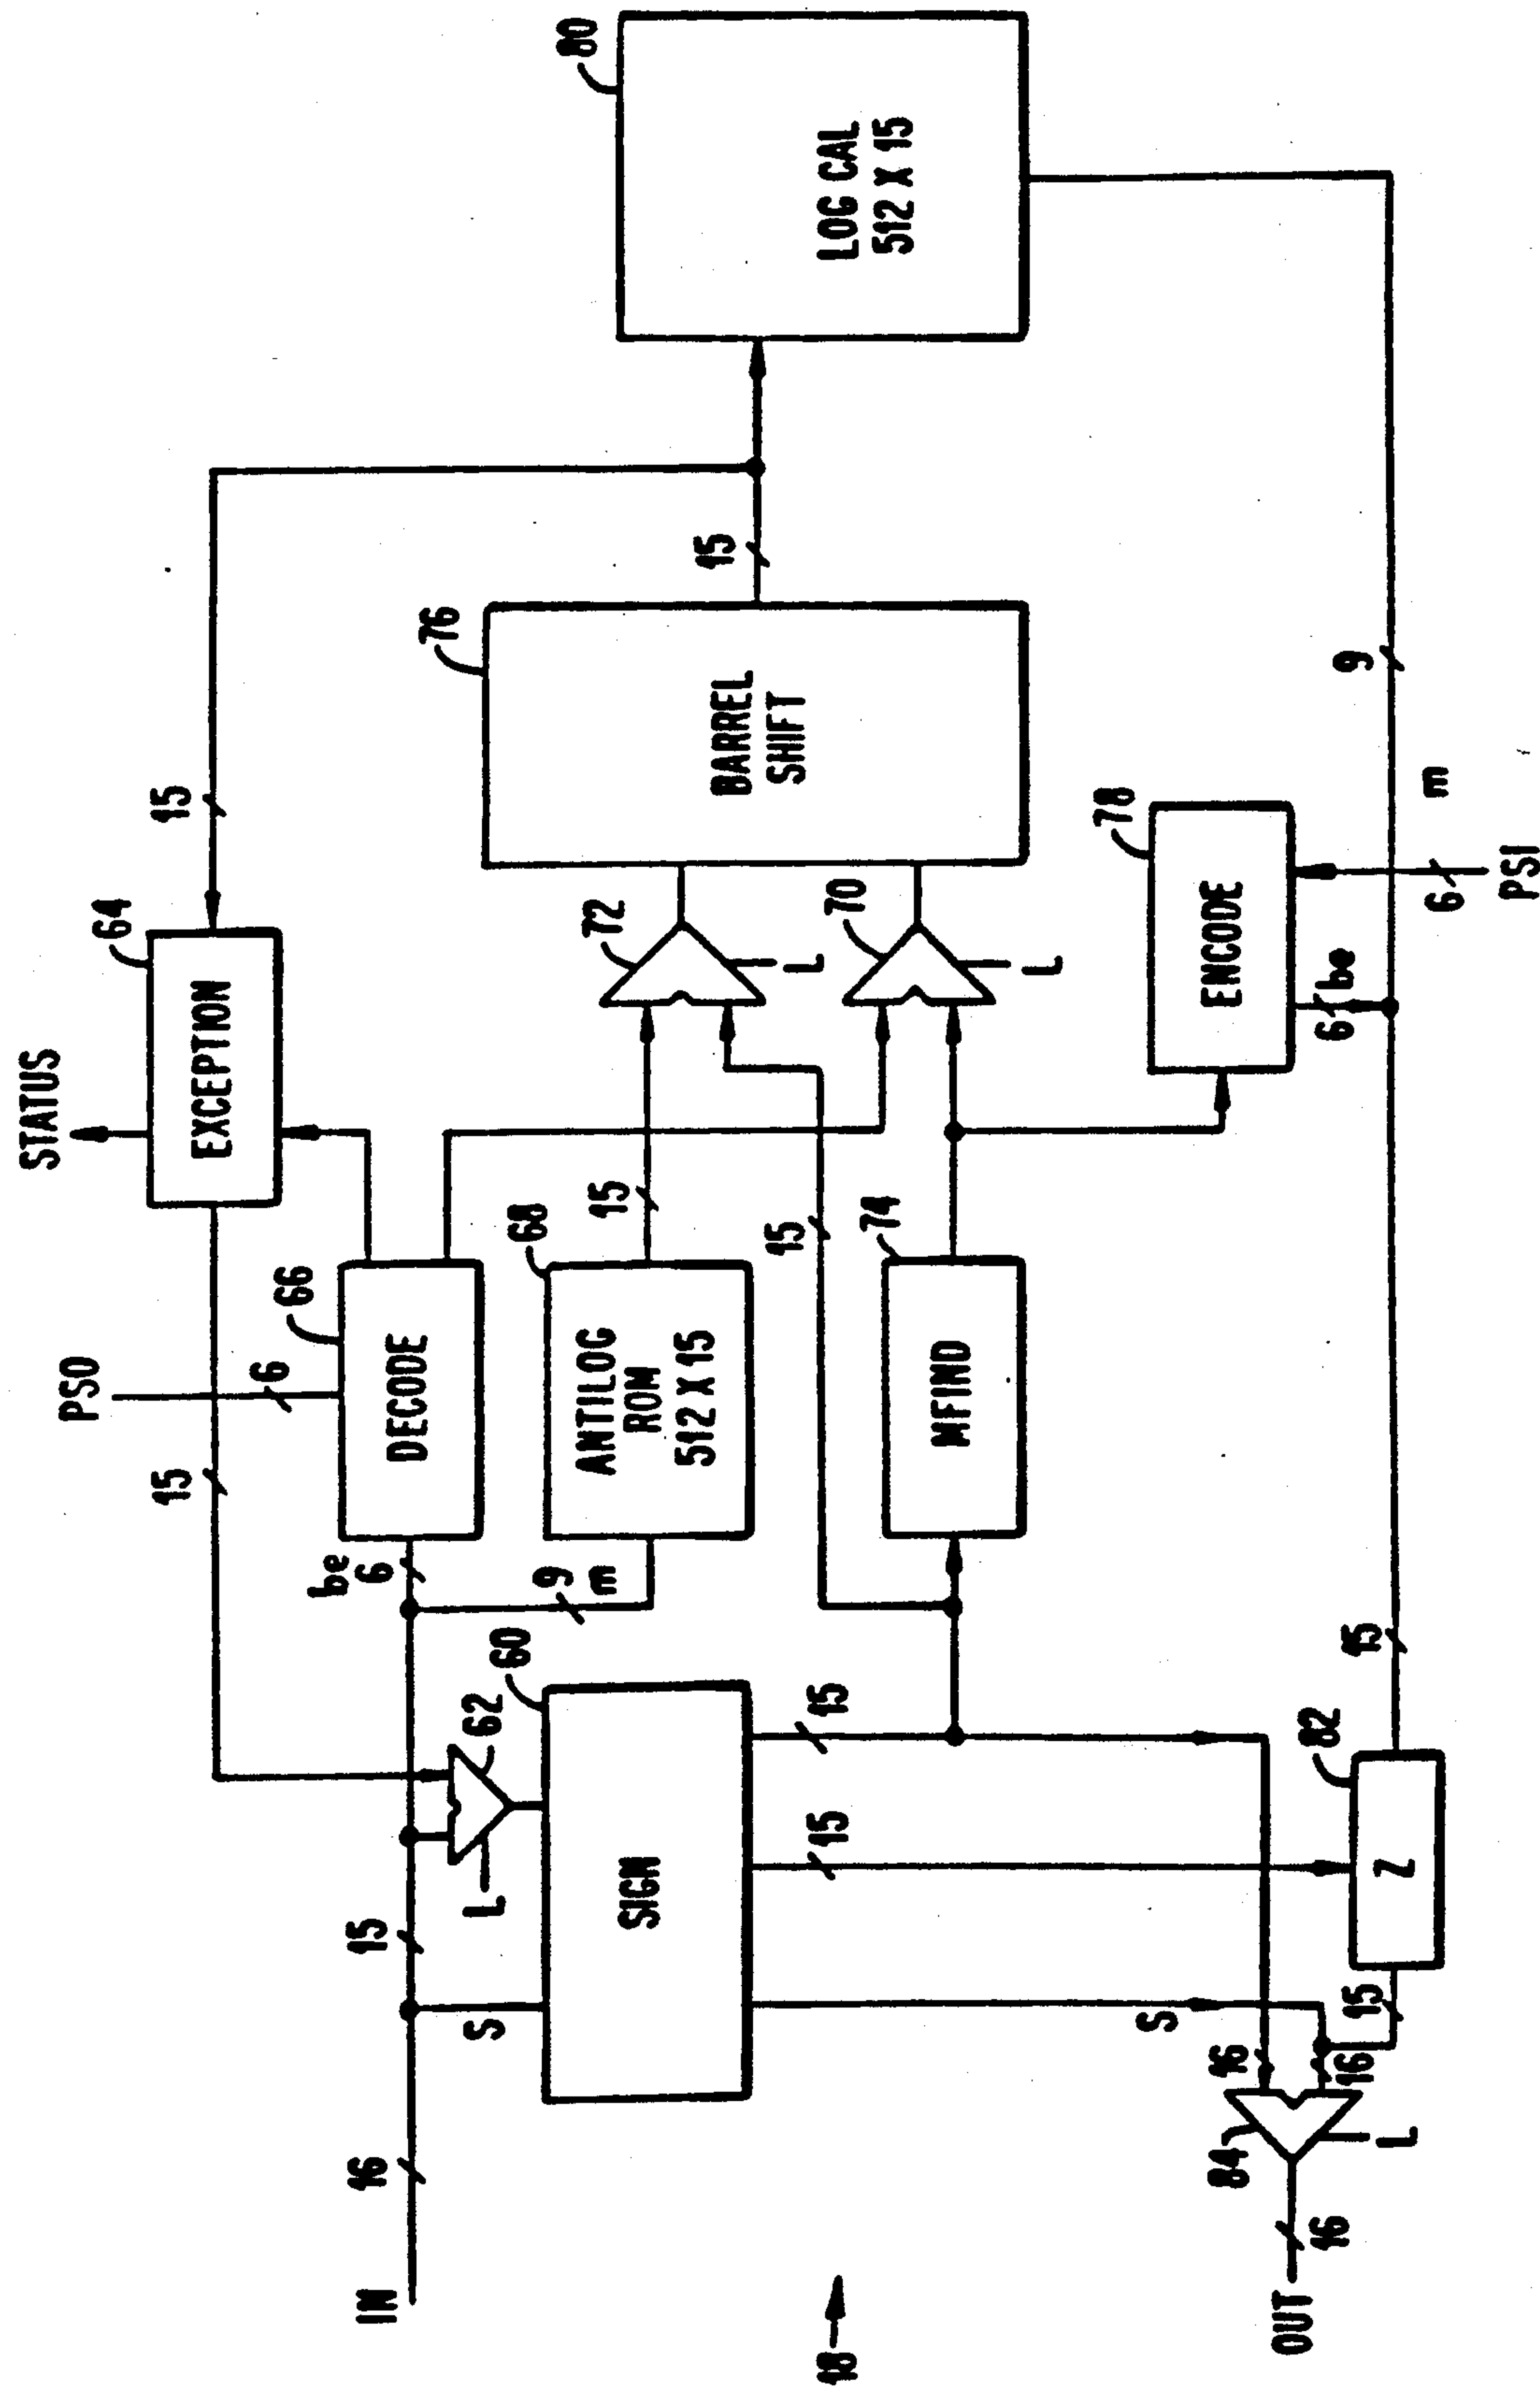 STATUS
PSO
6
15
64
EXCEPTION
15
80
LOG CAL
512 X 15
66
DECODE
be
6
68
ANTILOG
ROM
512 X 15
9
m
15
72
L
76
BARREL
SHIFT
15
IN
16
15
S
L
62
60
SIGN
15
15
S
15
74
MFIND
70
L
78
ENCODE
6
be
6
PSI
m
9
15
82
Z
15
16
16
84
L
16
OUT
18